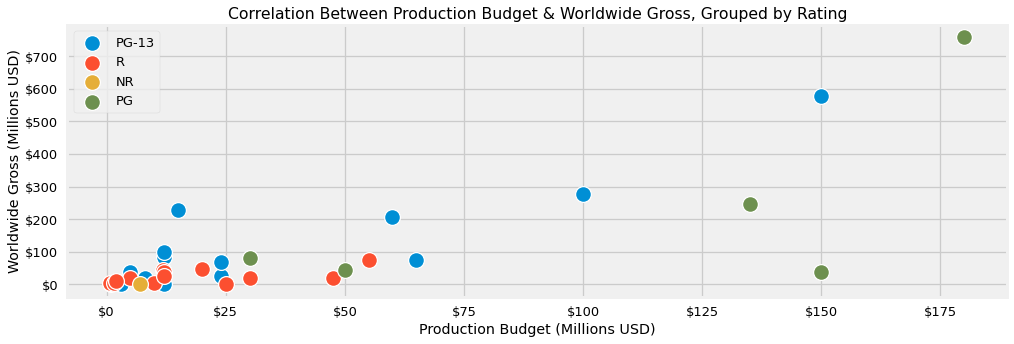 Correlation Between Production Budget & Worldwide Gross, Grouped by Rating
PG-13
R
NR
PG
Worldwide Gross (Millions USD)
$700
$600
$500
$400
$300
$200
$100
$0
$0 $25 $50 $75 $100 $125 $150 $175
Production Budget (Millions USD)